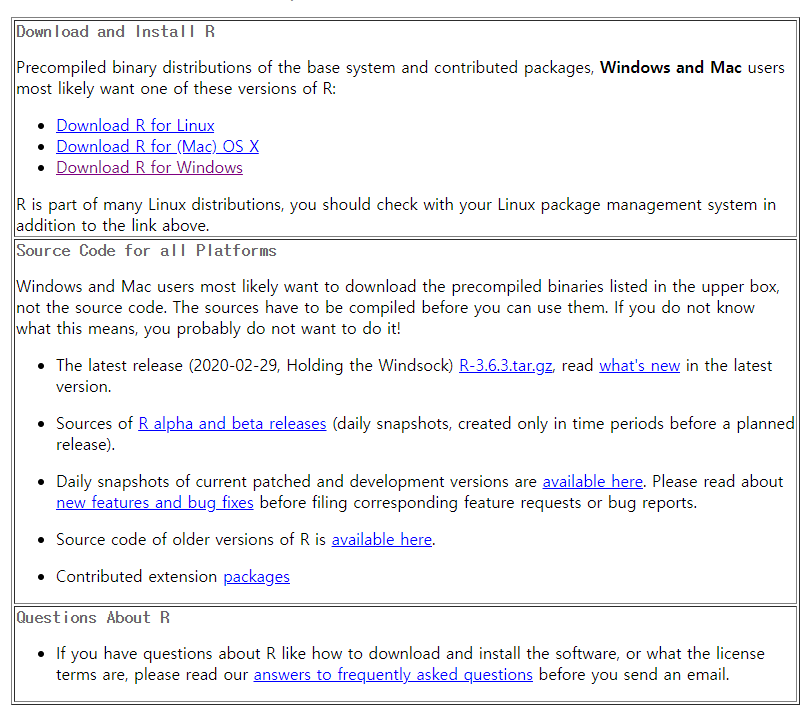 Download and Install R
Precompiled binary distributions of the base system and contributed packages, Windows and Mac users
most likely want one of these versions of R:
• Download R for Linux
• Download R for (Mac) OS X
• Download R for Windows
R is part of many Linux distributions, you should check with your Linux package management system in
addition to the link above.
Source Code for all Platforms
Windows and Mac users most likely want to download the precompiled binaries listed in the upper box,
not the source code. The sources have to be compiled before you can use them. If you do not know
what this means, you probably do not want to do it!
• The latest release (2020-02-29, Holding the Windsock) R-3.6.3.tar.gz, read what's new in the latest
version.
• Sources of R alpha and beta releases (daily snapshots, created only in time periods before a planned
release).
• Daily snapshots of current patched and development versions are available here. Please read about
new features and bug fixes before filing corresponding feature requests or bug reports.
• Source code of older versions of R is available here.
• Contributed extension packages
Questions About R
• If you have questions about R like how to download and install the software, or what the license
terms are, please read our answers to frequently asked questions before you send an email.